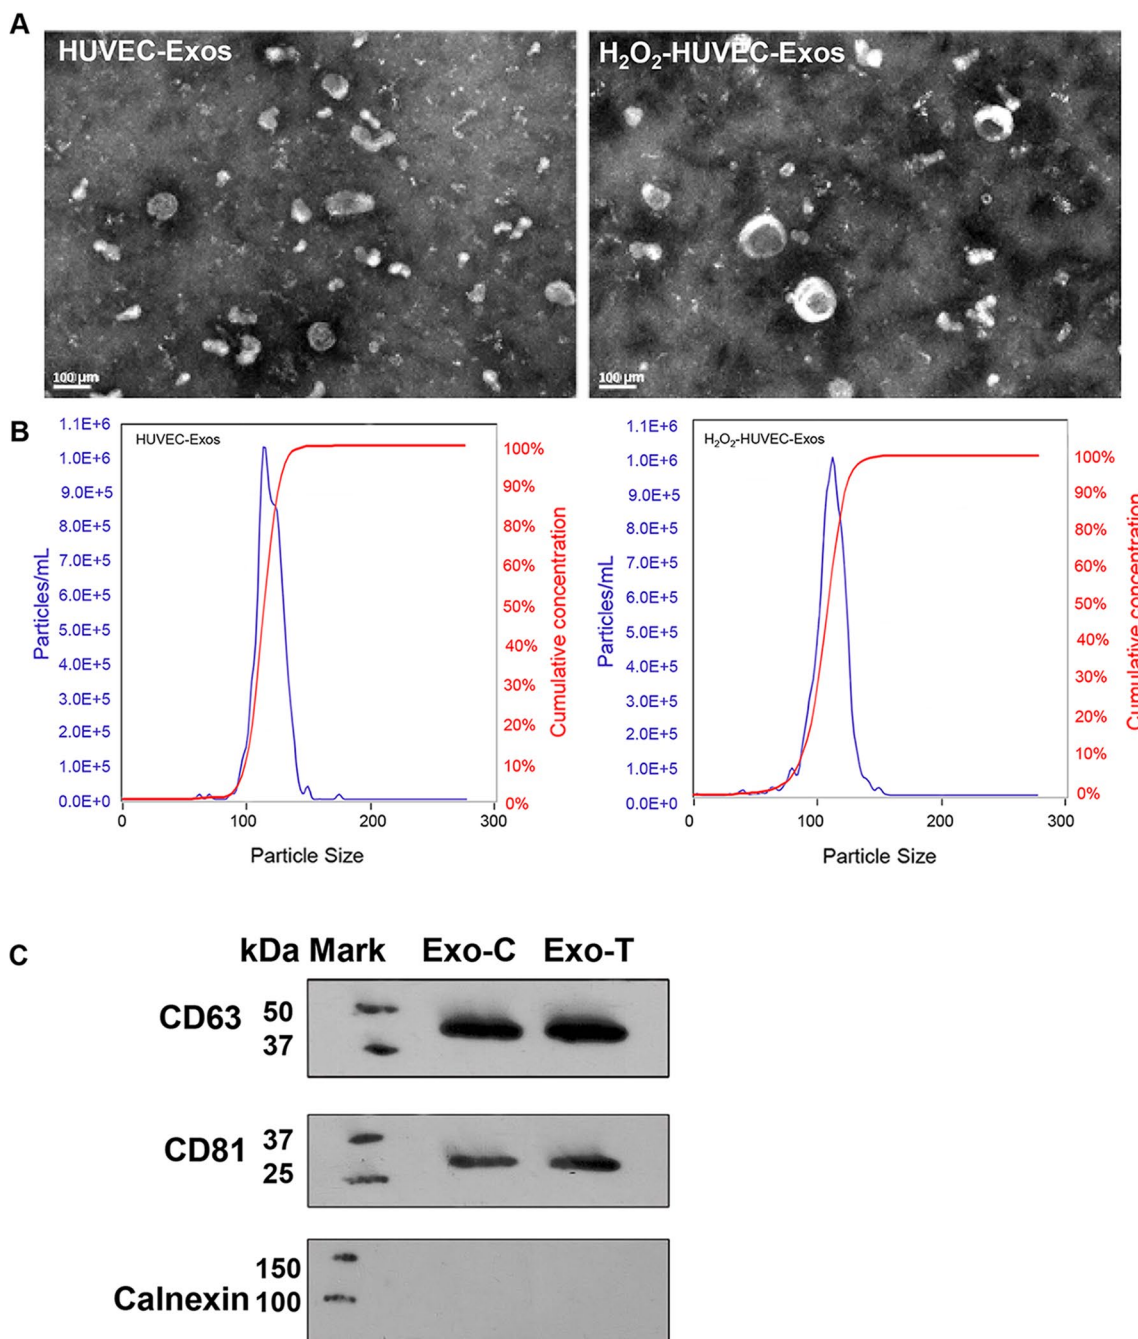 A
HUVEC-Exos
H₂O₂-HUVEC-Exos
100 µm
100 µm
B
1.1E+6
1.0E+6
9.0E+5
8.0E+5
7.0E+5
6.0E+5
5.0E+5
4.0E+5
3.0E+5
2.0E+5
1.0E+5
0.0E+0
Particles/mL
HUVEC-Exos
100%
90%
80%
60%
50%
40%
30%
20%
10%
0%
Cumulative concentration
0
100
200
300
Particle Size
1.1E+6
1.0E+6
9.0E+5
8.0E+5
7.0E+5
6.0E+5
5.0E+5
4.0E+5
3.0E+5
2.0E+5
1.0E+5
0.0E+0
Particles/mL
H₂O₂-HUVEC-Exos
100%
90%
80%
60%
50%
40%
30%
20%
10%
0%
Cumulative concentration
0
100
200
300
Particle Size
C
kDa Mark Exo-C Exo-T
CD63 50
37
CD81 37
25
150
Calnexin 100